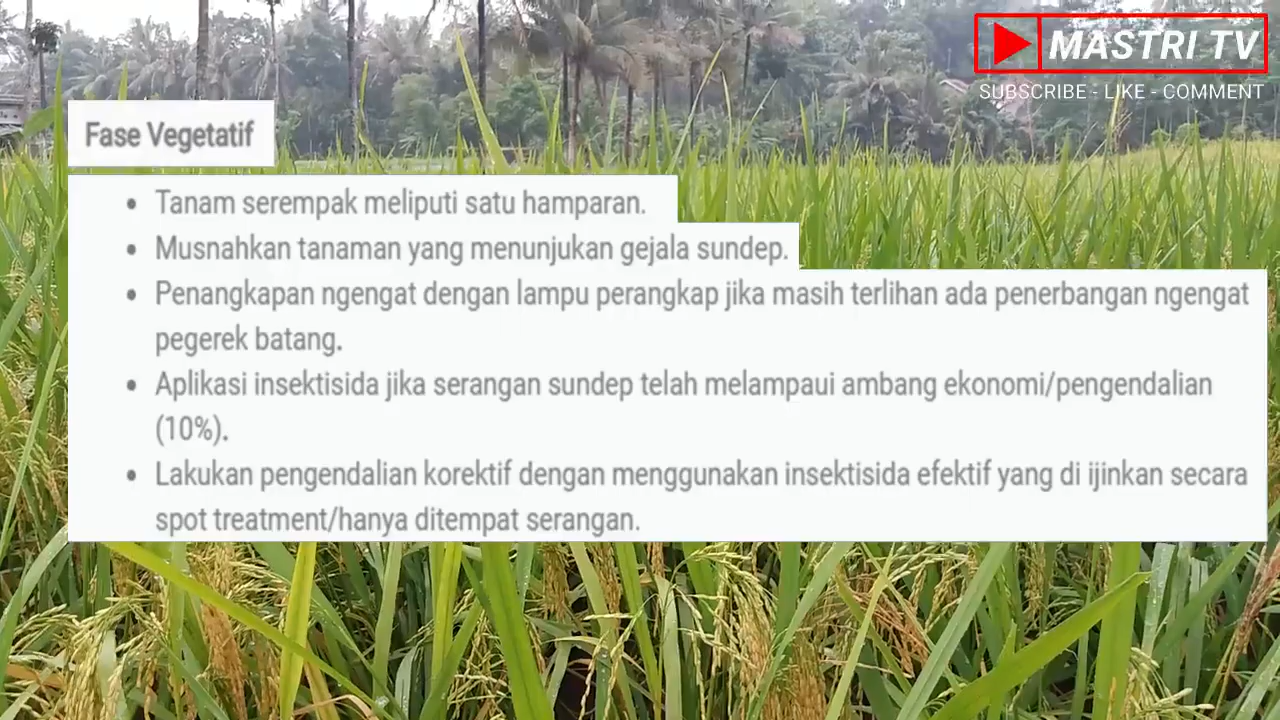 MASTRI TV
SUBSCRIBE - LIKE - COMMENT
Fase Vegetatif
• Tanam serempak meliputi satu hamparan.
• Musnahkan tanaman yang menunjukan gejala sundep.
• Penangkapan ngengat dengan lampu perangkap jika masih terlihan ada penerbangan ngengat
pegerek batang.
• Aplikasi insektisida jika serangan sundep telah melampaui ambang ekonomi/pengendalian
(10%).
• Lakukan pengendalian korektif dengan menggunakan insektisida efektif yang di ijinkan secara
spot treatment/hanya ditempat serangan.